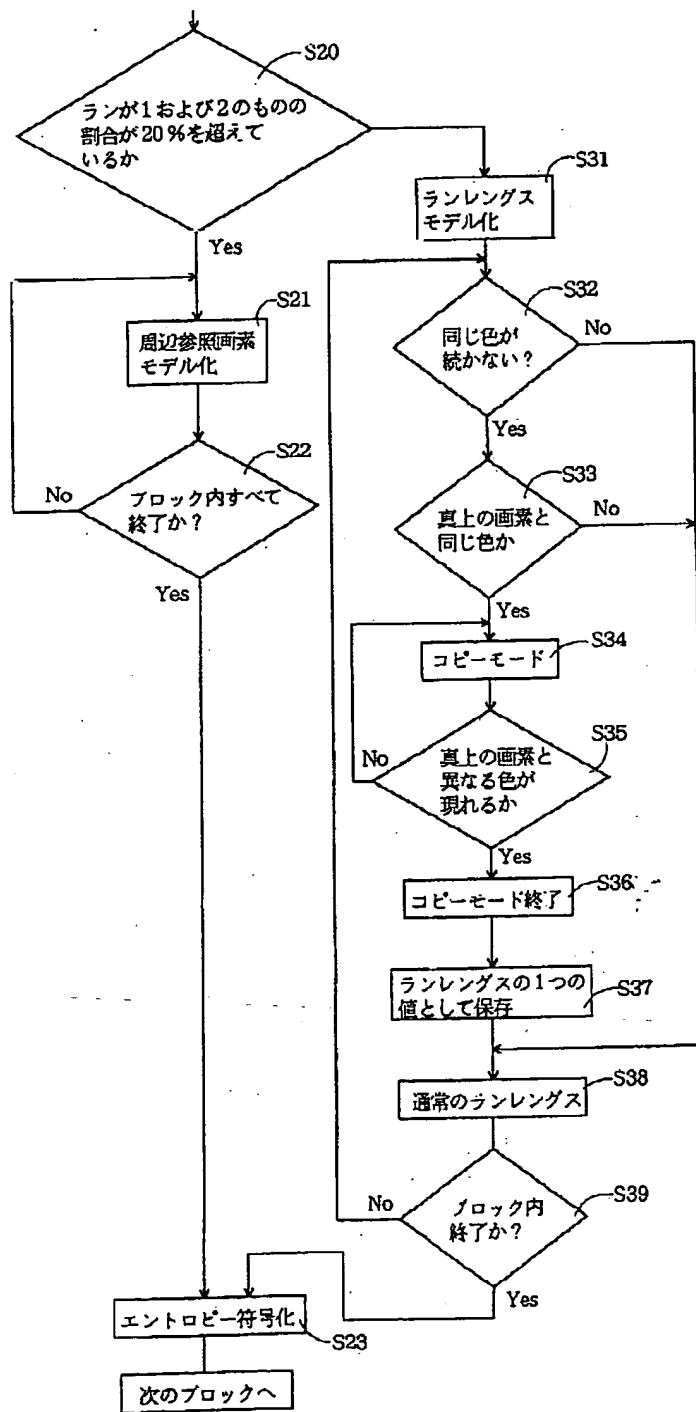 S20
ランが1および2のものの
割合が20%を超えて
いるか
Yes
S21
周辺参照画素
モデル化
S22
ブロック内すべて
終了か?
No
Yes
S31
ランレングス
モデル化
S32
同じ色が
続かない?
No
Yes
S33
真上の画素と
同じ色か
No
Yes
S34
コピーモード
S35
真上の画素と
異なる色が
現れるか
No
Yes
S36
コピーモード終了
S37
ランレングスの1つの
値として保存
S38
通常のランレングス
S39
ブロック内
終了か?
No
Yes
エントロピー符号化
S23
次のブロックへ